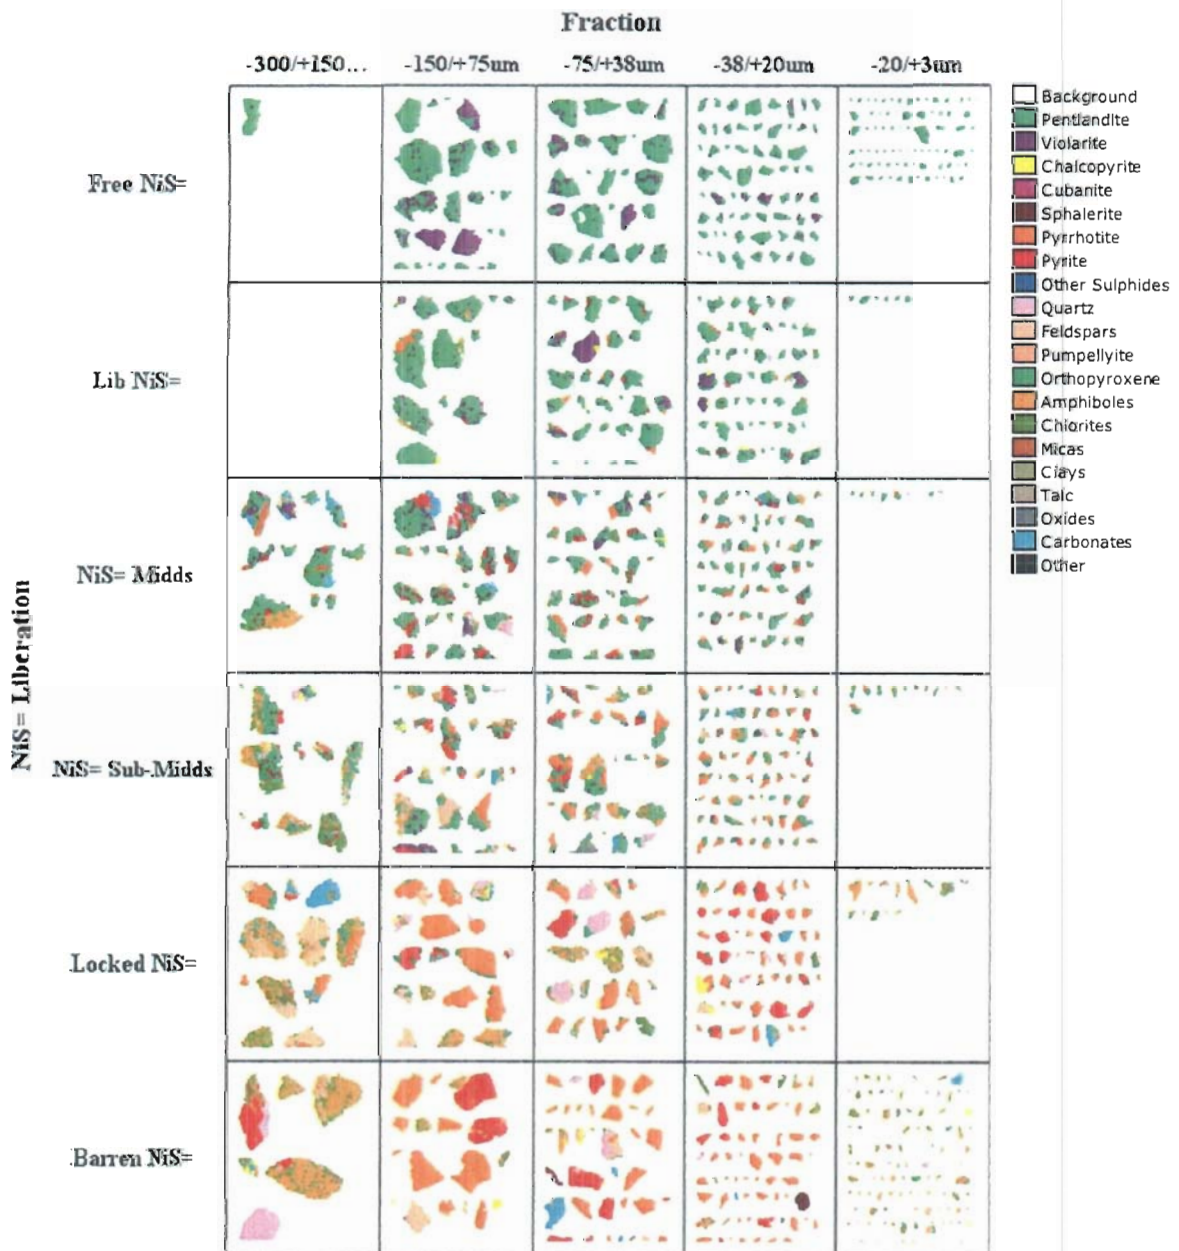 Fraction
-300/+150... -150/+75um -75/+38um -38/+20um -20/+3um
Background
Pentlandite
Violarite
Chalcopyrite
Cubanite
Sphalerite
Pyrrhotite
Pyrite
Other Sulphides
Quartz
Feldspars
Pumpellyite
Orthopyroxene
Amphiboles
Chlorites
Micas
Clays
Talc
Oxides
Carbonates
Other
NiS= Liberation
Free NiS=
Lib NiS=
NiS= Midds
NiS= Sub-Midds
Locked NiS=
Barren NiS=